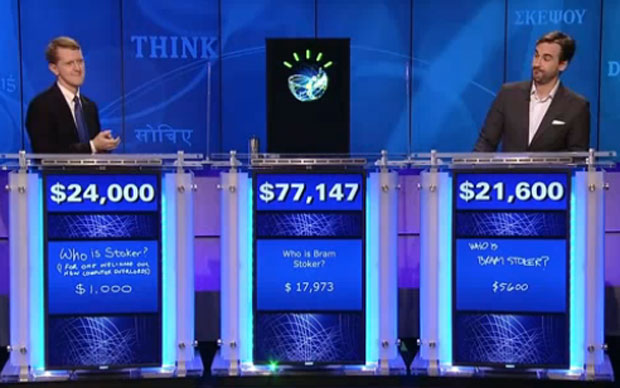 ΣΚΕΨΟΥ
THINK
सोचिए
$24,000
$77,147
$21,600
Who is Stoker?
(I FOR ONE WELCOME OUR
NEW COMPUTER OVERLORDS)
$1,000
Who is Bram
Stoker?
$ 17,973
WHO IS
BRAM STOKER?
$5600